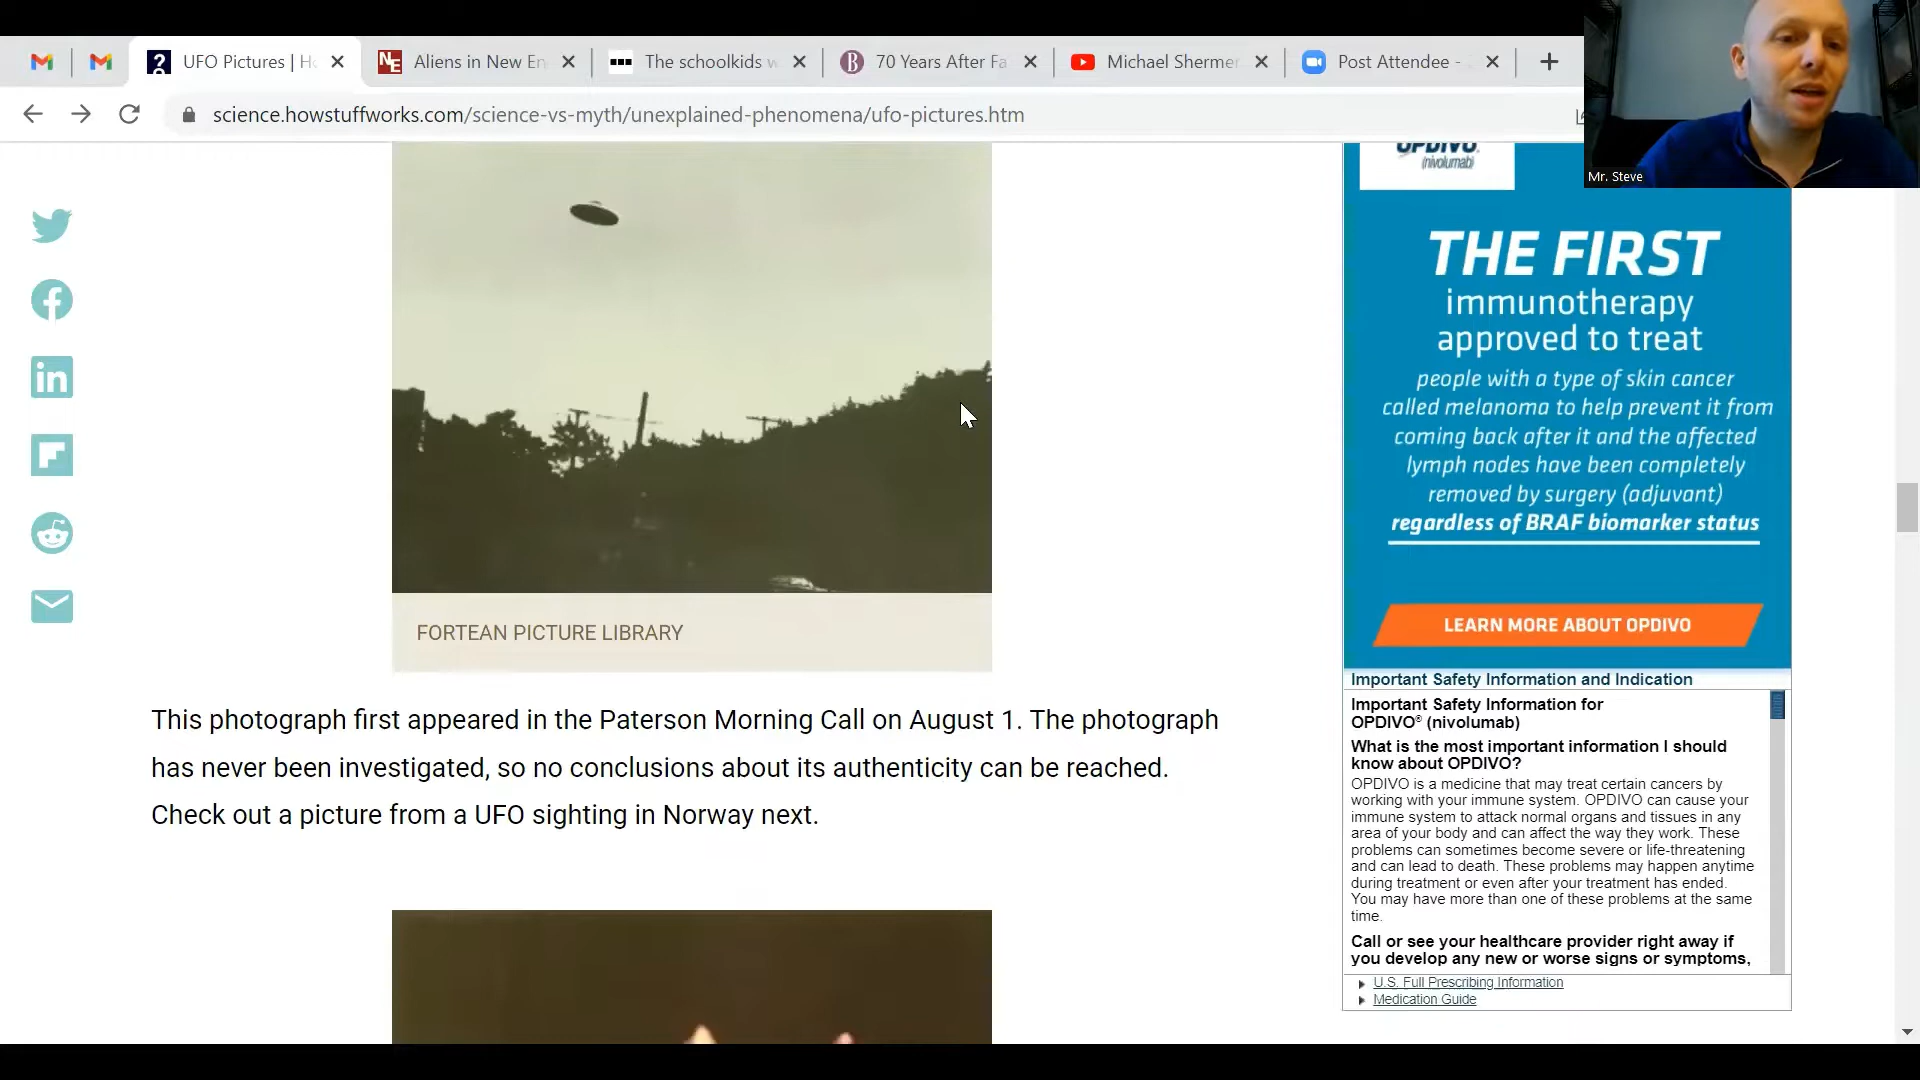 UFO Pictures | H
Aliens in New En
The schoolkids w
70 Years After Fa
Michael Shermer
Post Attendee -
science.howstuffworks.com/science-vs-myth/unexplained-phenomena/ufo-pictures.htm
Mr. Steve
FORTEAN PICTURE LIBRARY
This photograph first appeared in the Paterson Morning Call on August 1. The photograph
has never been investigated, so no conclusions about its authenticity can be reached.
Check out a picture from a UFO sighting in Norway next.
OPDIVO
(nivolumab)
THE FIRST
immunotherapy
approved to treat
people with a type of skin cancer
called melanoma to help prevent it from
coming back after it and the affected
lymph nodes have been completely
removed by surgery (adjuvant)
regardless of BRAF biomarker status
LEARN MORE ABOUT OPDIVO
Important Safety Information and Indication
Important Safety Information for
OPDIVO® (nivolumab)
What is the most important information I should
know about OPDIVO?
OPDIVO is a medicine that may treat certain cancers by
working with your immune system. OPDIVO can cause your
immune system to attack normal organs and tissues in any
area of your body and can affect the way they work. These
problems can sometimes become severe or life-threatening
and can lead to death. These problems may happen anytime
during treatment or even after your treatment has ended.
You may have more than one of these problems at the same
time.
Call or see your healthcare provider right away if
you develop any new or worse signs or symptoms,
U.S. Full Prescribing Information
Medication Guide